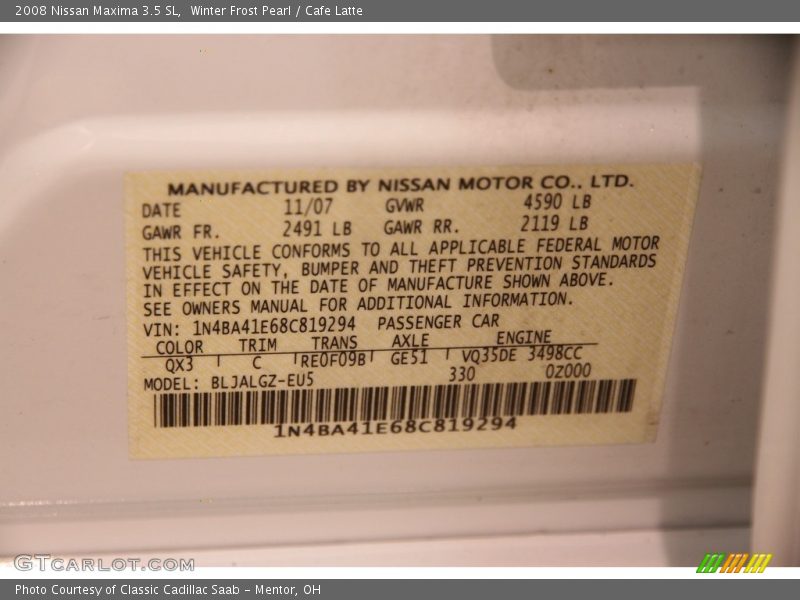 2008 Nissan Maxima 3.5 SL, Winter Frost Pearl / Cafe Latte
MANUFACTURED BY NISSAN MOTOR CO., LTD.
DATE 11/07 GVWR 4590 LB
GAWR FR. 2491 LB GAWR RR. 2119 LB
THIS VEHICLE CONFORMS TO ALL APPLICABLE FEDERAL MOTOR
VEHICLE SAFETY, BUMPER AND THEFT PREVENTION STANDARDS
IN EFFECT ON THE DATE OF MANUFACTURE SHOWN ABOVE.
SEE OWNERS MANUAL FOR ADDITIONAL INFORMATION.
VIN: 1N4BA41E68C819294 PASSENGER CAR
COLOR TRIM TRANS AXLE ENGINE
QX3 C RE0F09B GE51 VQ35DE 3498CC
MODEL: BLJALGZ-EU5 330 0Z000
1N4BA41E68C819294
GTCARLOT.COM
Photo Courtesy of Classic Cadillac Saab - Mentor, OH